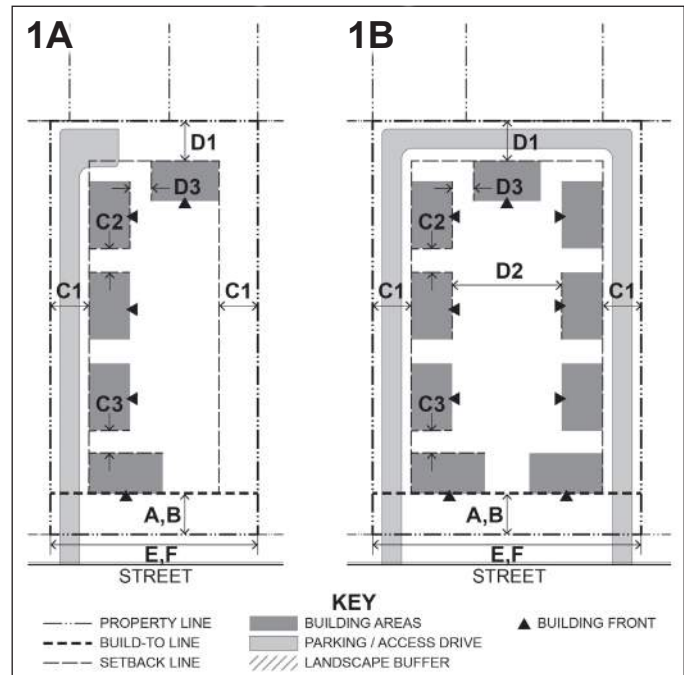 1A 1B
D1 D1
D3 D3
C2 C2
D2
C1 C1 C1 C1
C3 C3
A,B A,B
E,F E,F
STREET STREET
KEY
PROPERTY LINE BUILDING AREAS BUILDING FRONT
BUILD-TO LINE PARKING / ACCESS DRIVE
SETBACK LINE LANDSCAPE BUFFER